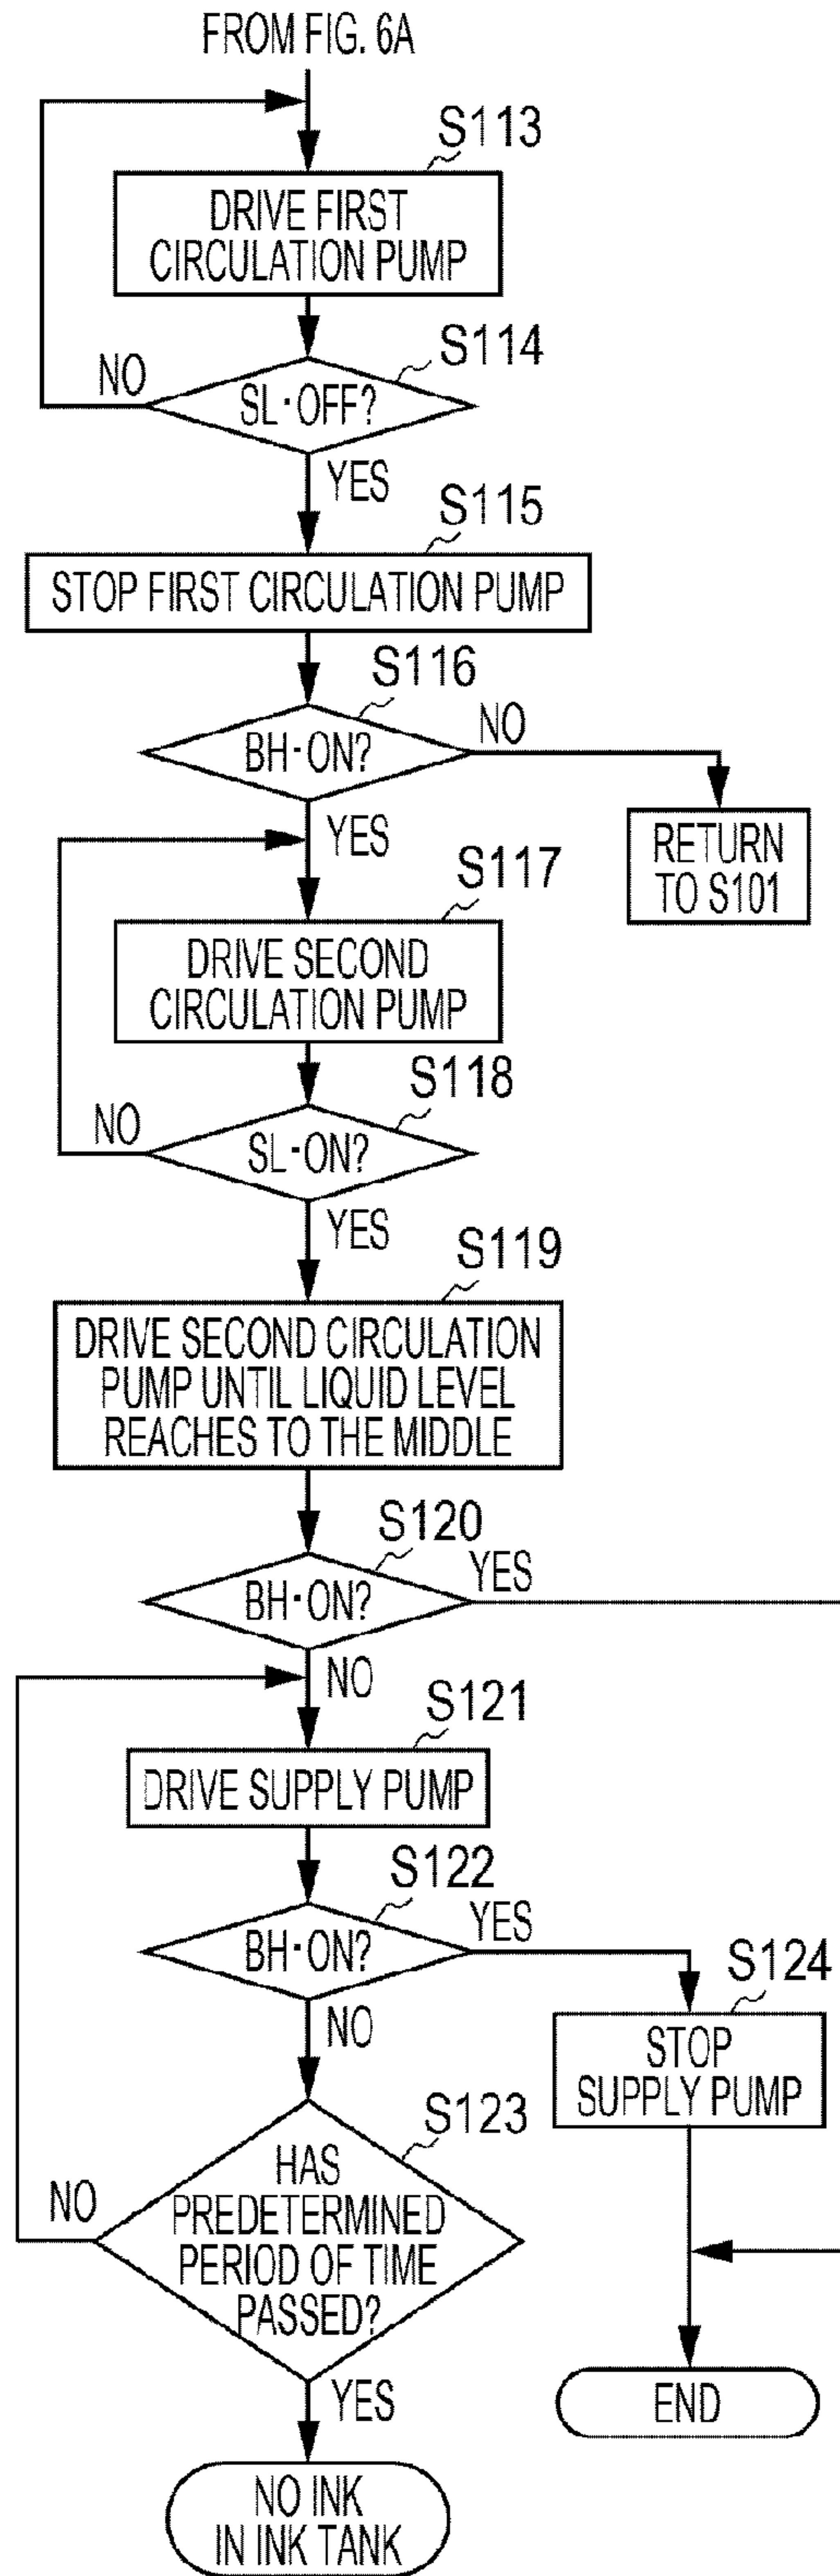 FROM FIG. 6A
S113
DRIVE FIRST
CIRCULATION PUMP
S114
NO
SL·OFF?
YES
S115
STOP FIRST CIRCULATION PUMP
S116
NO
BH·ON?
YES
RETURN
TO S101
S117
DRIVE SECOND
CIRCULATION PUMP
S118
NO
SL·ON?
YES
S119
DRIVE SECOND CIRCULATION
PUMP UNTIL LIQUID LEVEL
REACHES TO THE MIDDLE
S120
YES
BH·ON?
NO
S121
DRIVE SUPPLY PUMP
S122
YES
BH·ON?
NO
S124
STOP
SUPPLY PUMP
S123
NO
HAS
PREDETERMINED
PERIOD OF TIME
PASSED?
YES
END
NO INK
IN INK TANK